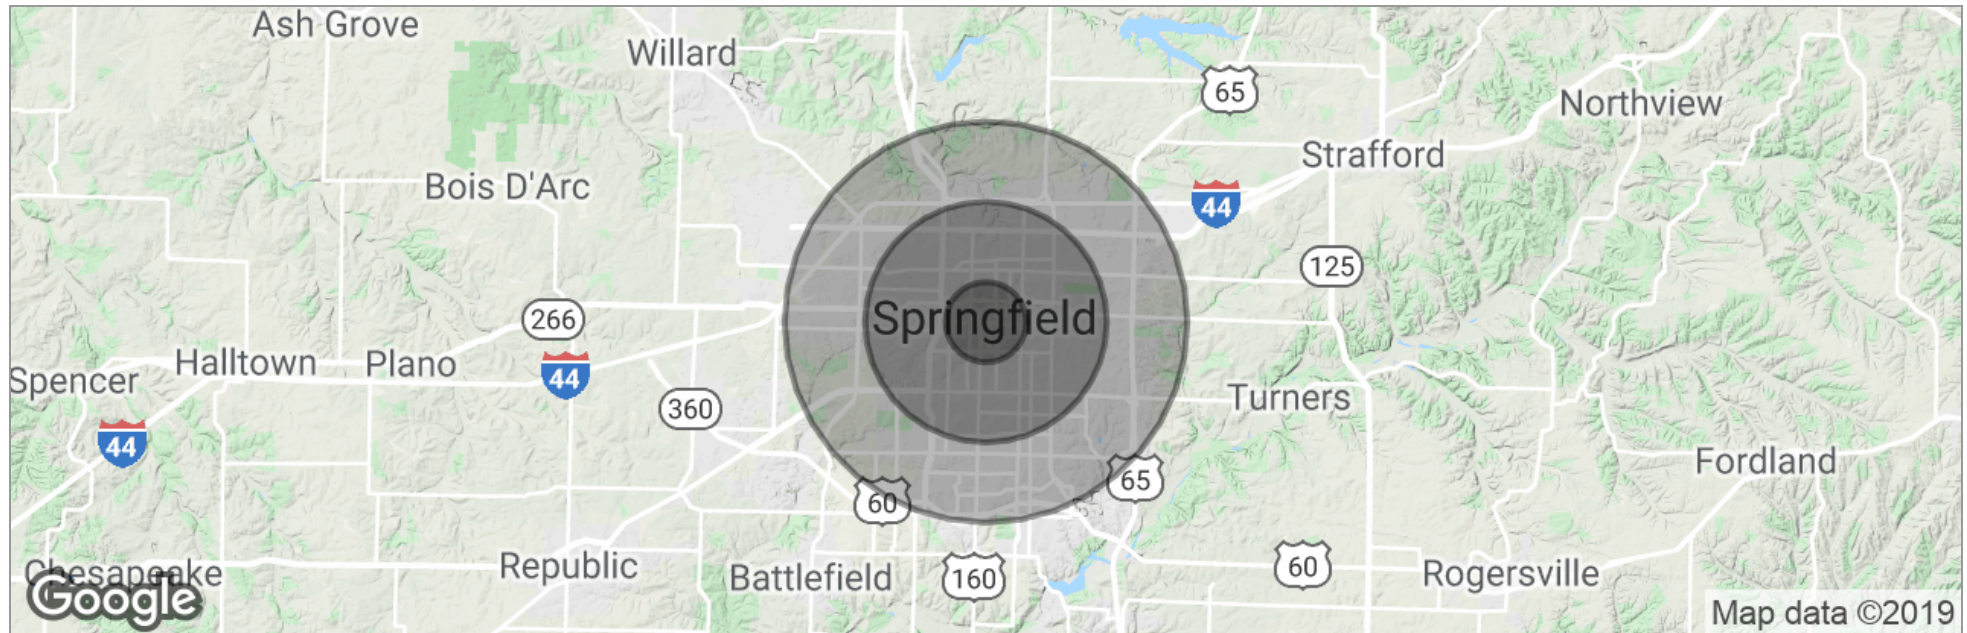 Ash Grove
Willard
65
Northview
Strafford
Bois D'Arc
44
125
Springfield
266
Halltown
Plano
44
Spencer
360
Turners
44
Fordland
65
60
Republic
Battlefield
160
60
Rogersville
Chesapeake
Google
Map data ©2019